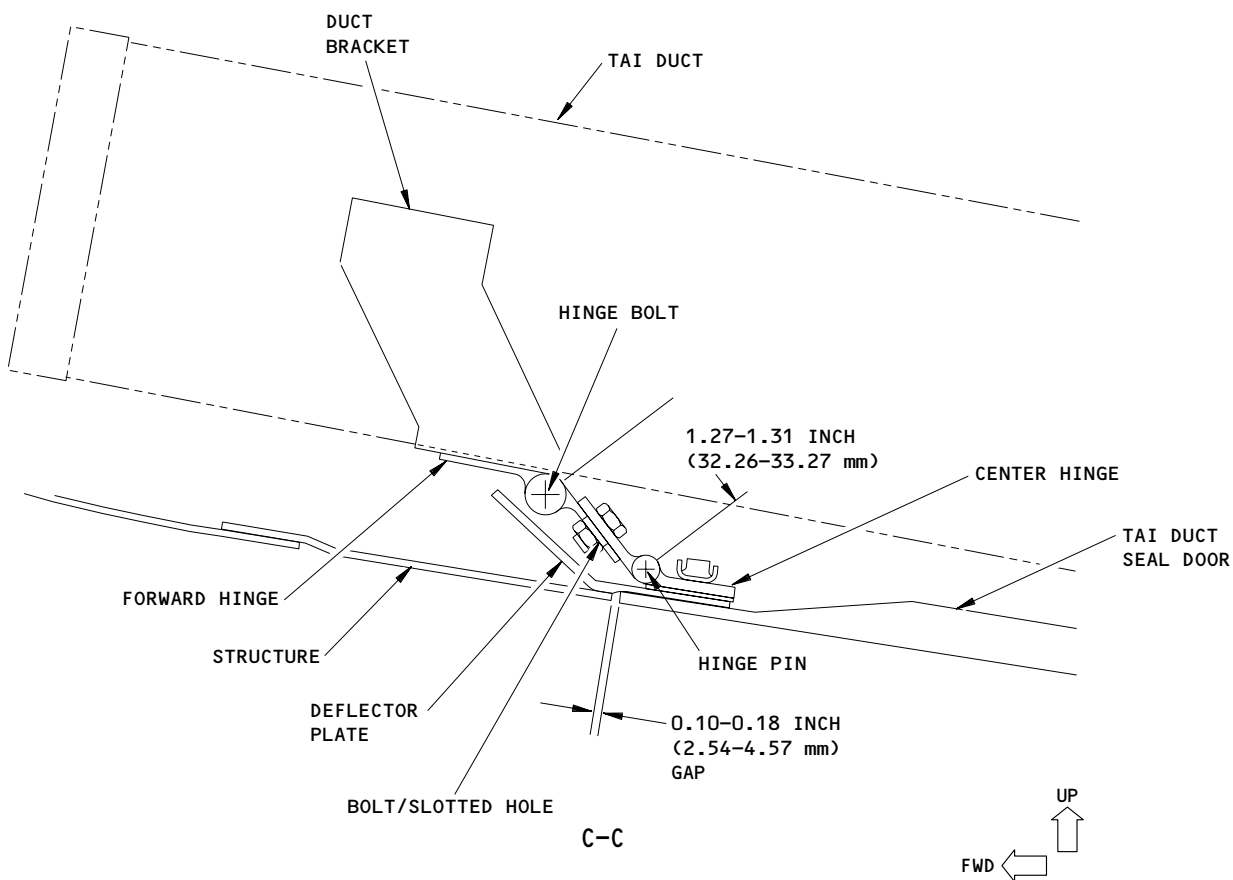 DUCT
BRACKET
TAI DUCT
HINGE BOLT
1.27-1.31 INCH
(32.26-33.27 mm)
CENTER HINGE
TAI DUCT
SEAL DOOR
FORWARD HINGE
STRUCTURE
HINGE PIN
DEFLECTOR
PLATE
0.10-0.18 INCH
(2.54-4.57 mm)
GAP
BOLT/SLOTTED HOLE
C-C
UP
FWD